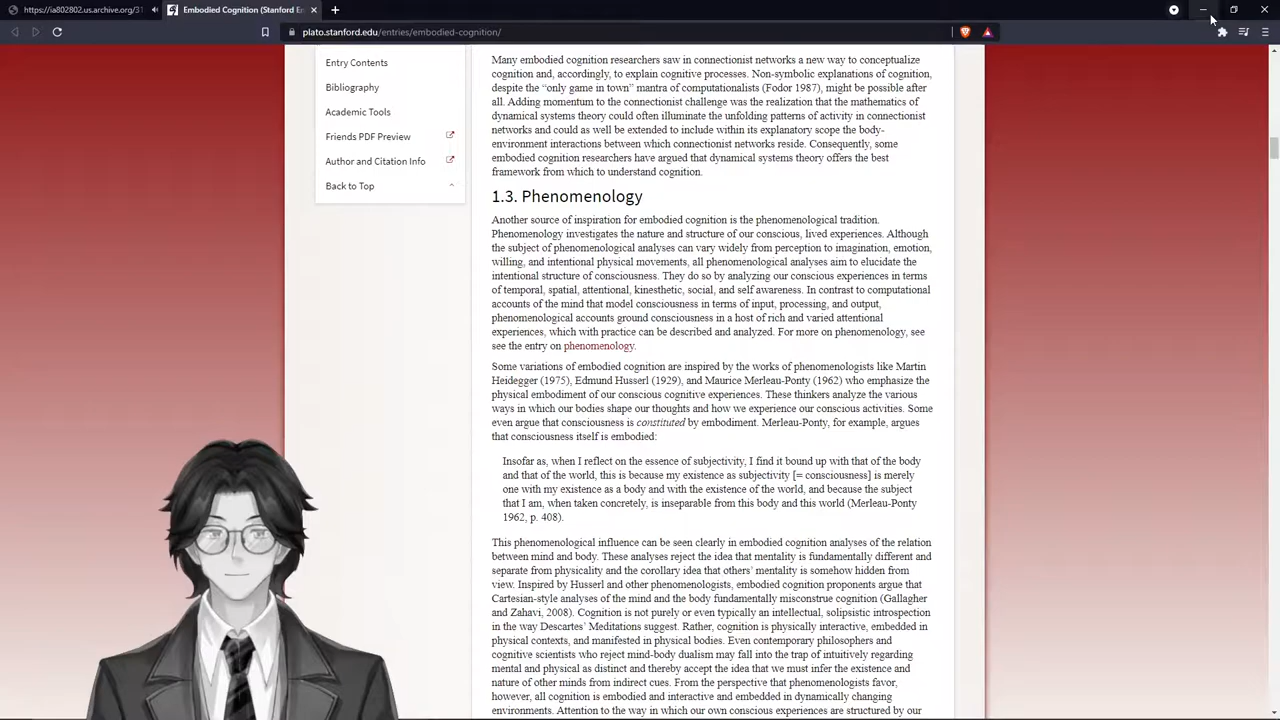 https://ia802802.us.archive.org/31
Embodied Cognition (Stanford En
plato.stanford.edu/entries/embodied-cognition/
Entry Contents
Bibliography
Academic Tools
Friends PDF Preview
Author and Citation Info
Back to Top
Many embodied cognition researchers saw in connectionist networks a new way to conceptualize
cognition and, accordingly, to explain cognitive processes. Non-symbolic explanations of cognition,
despite the “only game in town” mantra of computationalists (Fodor 1987), might be possible after
all. Adding momentum to the connectionist challenge was the realization that the mathematics of
dynamical systems theory could often illuminate the unfolding patterns of activity in connectionist
networks and could as well be extended to include within its explanatory scope the body-
environment interactions between which connectionist networks reside. Consequently, some
embodied cognition researchers have argued that dynamical systems theory offers the best
framework from which to understand cognition.
1.3. Phenomenology
Another source of inspiration for embodied cognition is the phenomenological tradition.
Phenomenology investigates the nature and structure of our conscious, lived experiences. Although
the subject of phenomenological analyses can vary widely from perception to imagination, emotion,
willing, and intentional physical movements, all phenomenological analyses aim to elucidate the
intentional structure of consciousness. They do so by analyzing our conscious experiences in terms
of temporal, spatial, attentional, kinesthetic, social, and self awareness. In contrast to computational
accounts of the mind that model consciousness in terms of input, processing, and output,
phenomenological accounts ground consciousness in a host of rich and varied attentional
experiences, which with practice can be described and analyzed. For more on phenomenology, see
see the entry on phenomenology.
Some variations of embodied cognition are inspired by the works of phenomenologists like Martin
Heidegger (1975), Edmund Husserl (1929), and Maurice Merleau-Ponty (1962) who emphasize the
physical embodiment of our conscious cognitive experiences. These thinkers analyze the various
ways in which our bodies shape our thoughts and how we experience our conscious activities. Some
even argue that consciousness is constituted by embodiment. Merleau-Ponty, for example, argues
that consciousness itself is embodied:
Insofar as, when I reflect on the essence of subjectivity, I find it bound up with that of the body
and that of the world, this is because my existence as subjectivity [= consciousness] is merely
one with my existence as a body and with the existence of the world, and because the subject
that I am, when taken concretely, is inseparable from this body and this world (Merleau-Ponty
1962, p. 408).
This phenomenological influence can be seen clearly in embodied cognition analyses of the relation
between mind and body. These analyses reject the idea that mentality is fundamentally different and
separate from physicality and the corollary idea that others’ mentality is somehow hidden from
view. Inspired by Husserl and other phenomenologists, embodied cognition proponents argue that
Cartesian-style analyses of the mind and the body fundamentally misconstrue cognition (Gallagher
and Zahavi, 2008). Cognition is not purely or even typically an intellectual, solipsistic introspection
in the way Descartes’ Meditations suggest. Rather, cognition is physically interactive, embedded in
physical contexts, and manifested in physical bodies. Even contemporary philosophers and
cognitive scientists who reject mind-body dualism may fall into the trap of intuitively regarding
mental and physical as distinct and thereby accept the idea that we must infer the existence and
nature of other minds from indirect cues. From the perspective that phenomenologists favor,
however, all cognition is embodied and interactive and embedded in dynamically changing
environments. Attention to the way in which our own conscious experiences are structured by our